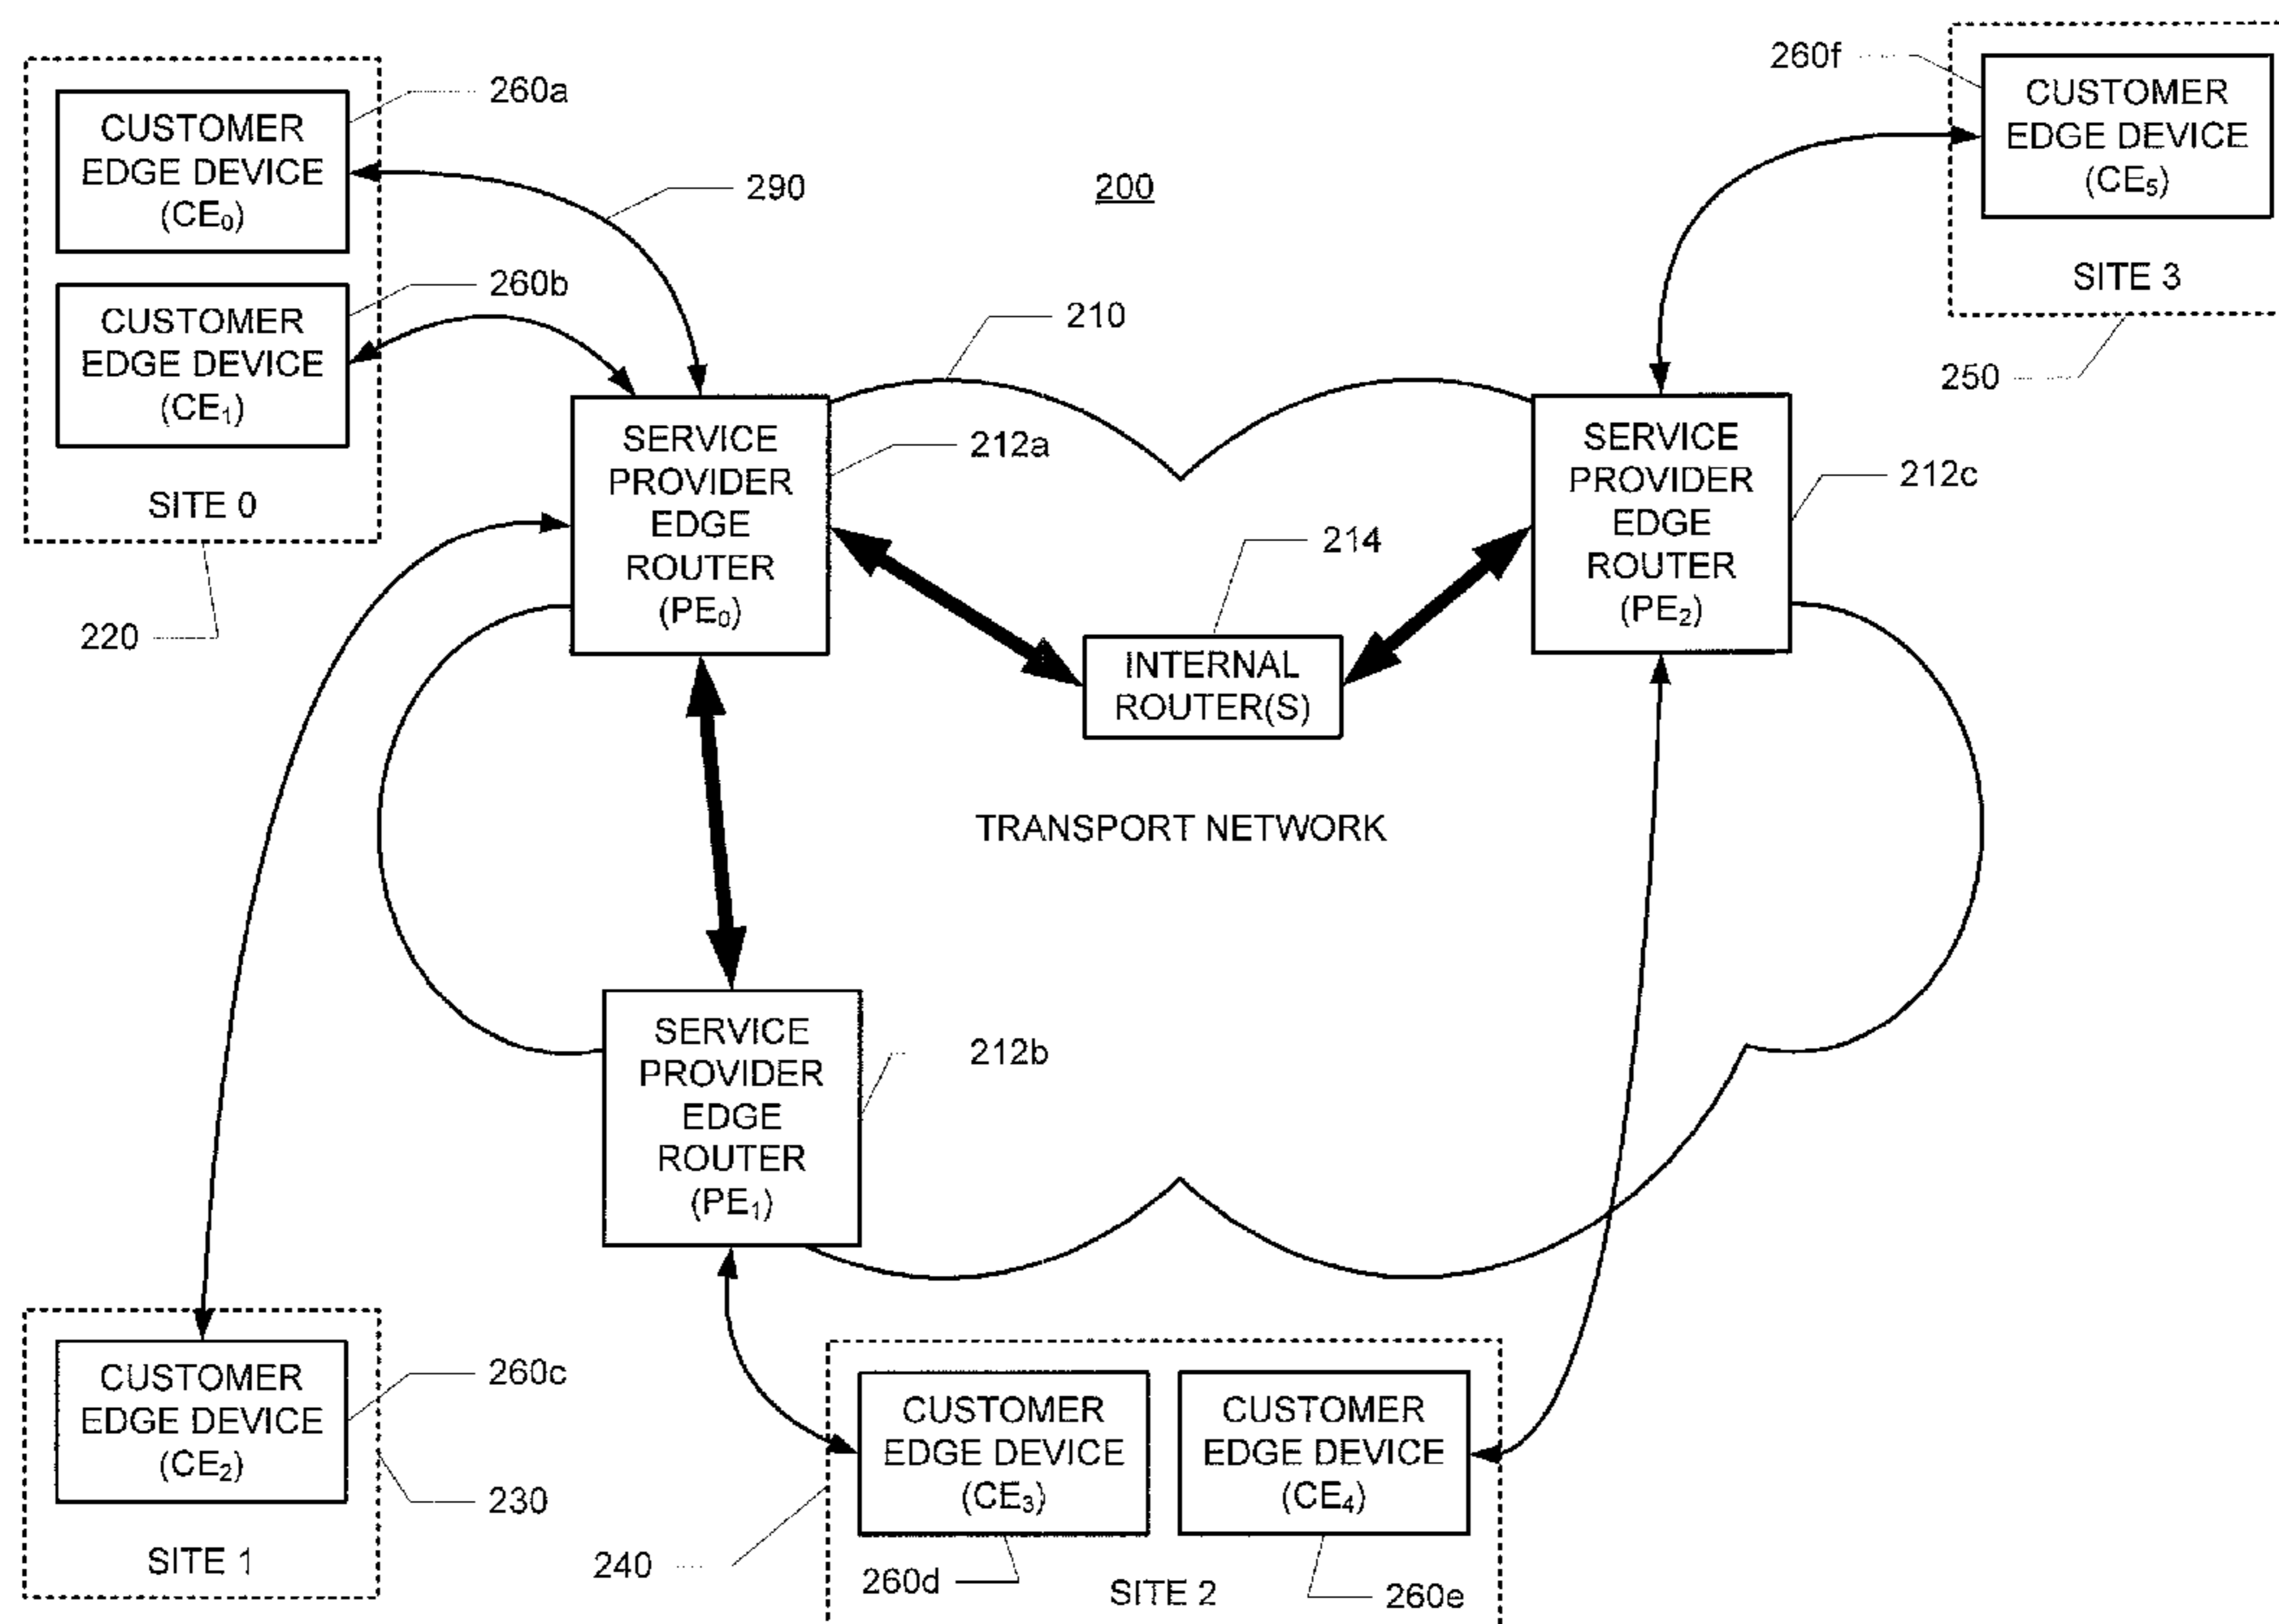 260a
CUSTOMER
EDGE DEVICE
(CE₀)
260b
CUSTOMER
EDGE DEVICE
(CE₁)
SITE 0
220
290
200
210
260f
CUSTOMER
EDGE DEVICE
(CE₅)
SITE 3
250
SERVICE
PROVIDER
EDGE
ROUTER
(PE₀)
212a
214
INTERNAL
ROUTER(S)
SERVICE
PROVIDER
EDGE
ROUTER
(PE₂)
212c
TRANSPORT NETWORK
SERVICE
PROVIDER
EDGE
ROUTER
(PE₁)
212b
CUSTOMER
EDGE DEVICE
(CE₂)
260c
230
SITE 1
240
CUSTOMER
EDGE DEVICE
(CE₃)
260d
CUSTOMER
EDGE DEVICE
(CE₄)
260e
SITE 2